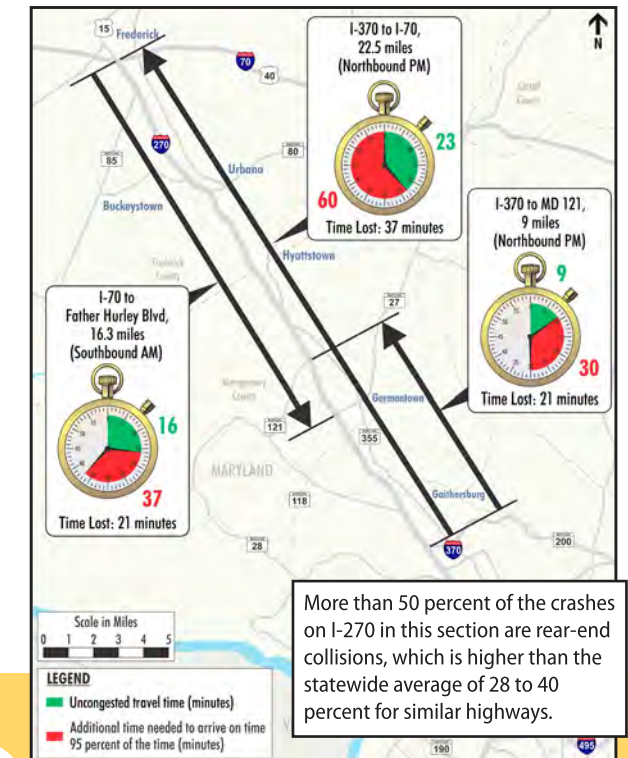 15
Frederick
I-370 to I-70,
22.5 miles
(Northbound PM)
23
60
Time Lost: 37 minutes
N
70
40
270
85
80
Urbana
Buckeystown
Carroll
County
Hyattstown
Frederick
County
I-370 to MD 121,
9 miles
(Northbound PM)
9
30
Time Lost: 21 minutes
27
I-70 to
Father Hurley Blvd,
16.3 miles
(Southbound AM)
16
37
Time Lost: 21 minutes
Montgomery
County
Germantown
121
355
MARYLAND
118
Gaithersburg
28
370
200
More than 50 percent of the crashes
on I-270 in this section are rear-end
collisions, which is higher than the
statewide average of 28 to 40
percent for similar highways.
Scale in Miles
0 1 2 3 4 5
LEGEND
Uncongested travel time (minutes)
Additional time needed to arrive on time
95 percent of the time (minutes)
190
495